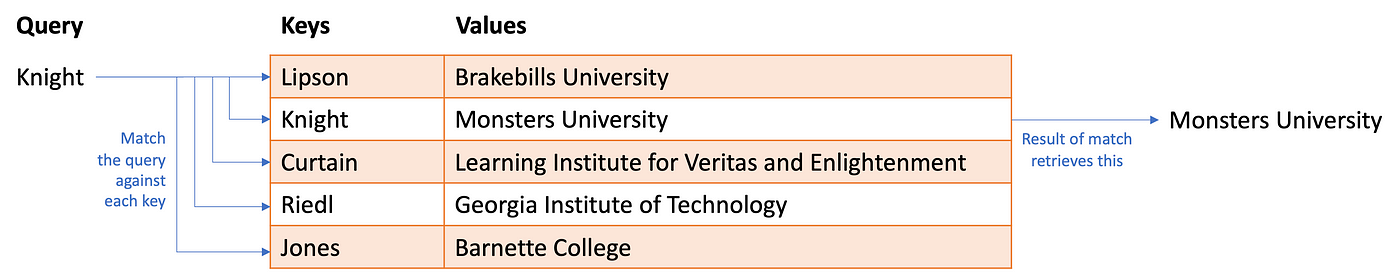 Query Keys Values
Knight
Lipson Brakebills University
Knight Monsters University
Curtain Learning Institute for Veritas and Enlightenment
Riedl Georgia Institute of Technology
Jones Barnette College
Match
the query
against
each key
Result of match
retrieves this
Monsters University